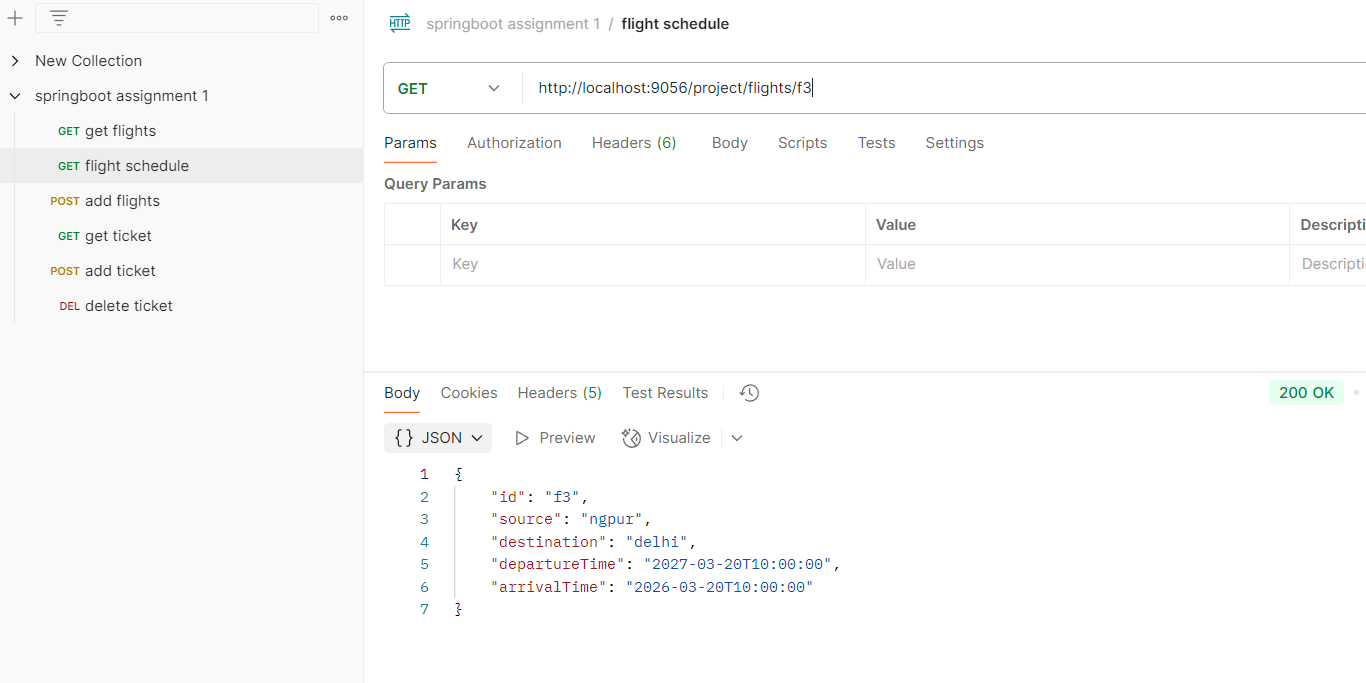 HTTP springboot assignment 1 / flight schedule
New Collection
springboot assignment 1
GET get flights
GET flight schedule
POST add flights
GET get ticket
POST add ticket
DEL delete ticket
GET http://localhost:9056/project/flights/f3
Params Authorization Headers (6) Body Scripts Tests Settings
Query Params
Key Value Descripti
Key Value Descripti
Body Cookies Headers (5) Test Results 200 OK
{} JSON Preview Visualize
1 {
2 "id": "f3",
3 "source": "ngpur",
4 "destination": "delhi",
5 "departureTime": "2027-03-20T10:00:00",
6 "arrivalTime": "2026-03-20T10:00:00"
7 }